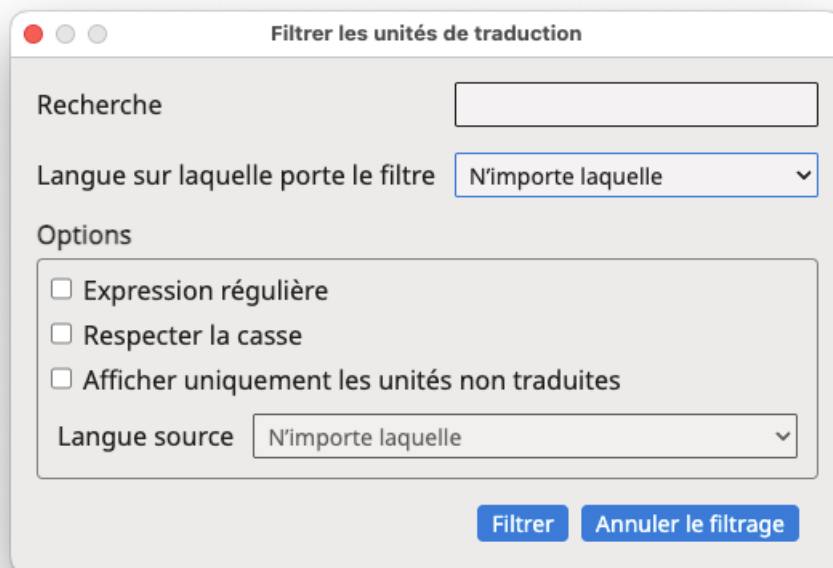 Filtrer les unités de traduction
Recherche
Langue sur laquelle porte le filtre N'importe laquelle
Options
Expression régulière
Respecter la casse
Afficher uniquement les unités non traduites
Langue source N'importe laquelle
Filtrer Annuler le filtrage